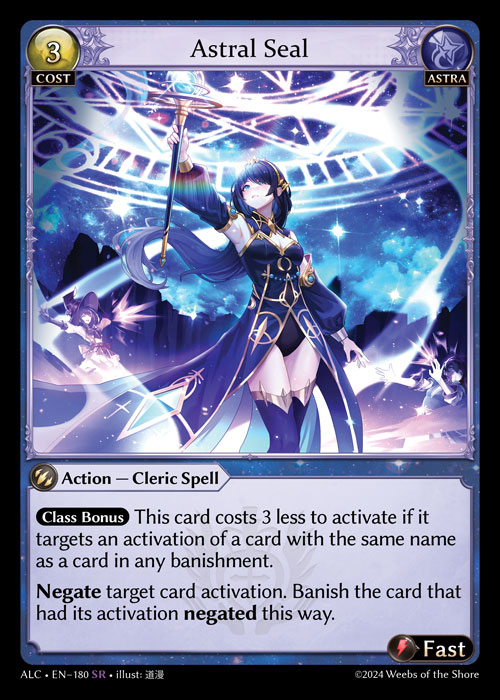 3
COST
Astral Seal
ASTRA
Action — Cleric Spell
Class Bonus This card costs 3 less to activate if it
targets an activation of a card with the same name
as a card in any banishment.
Negate target card activation. Banish the card that
had its activation negated this way.
Fast
ALC • EN–180 SR • illust: 道漫
©2024 Weebs of the Shore